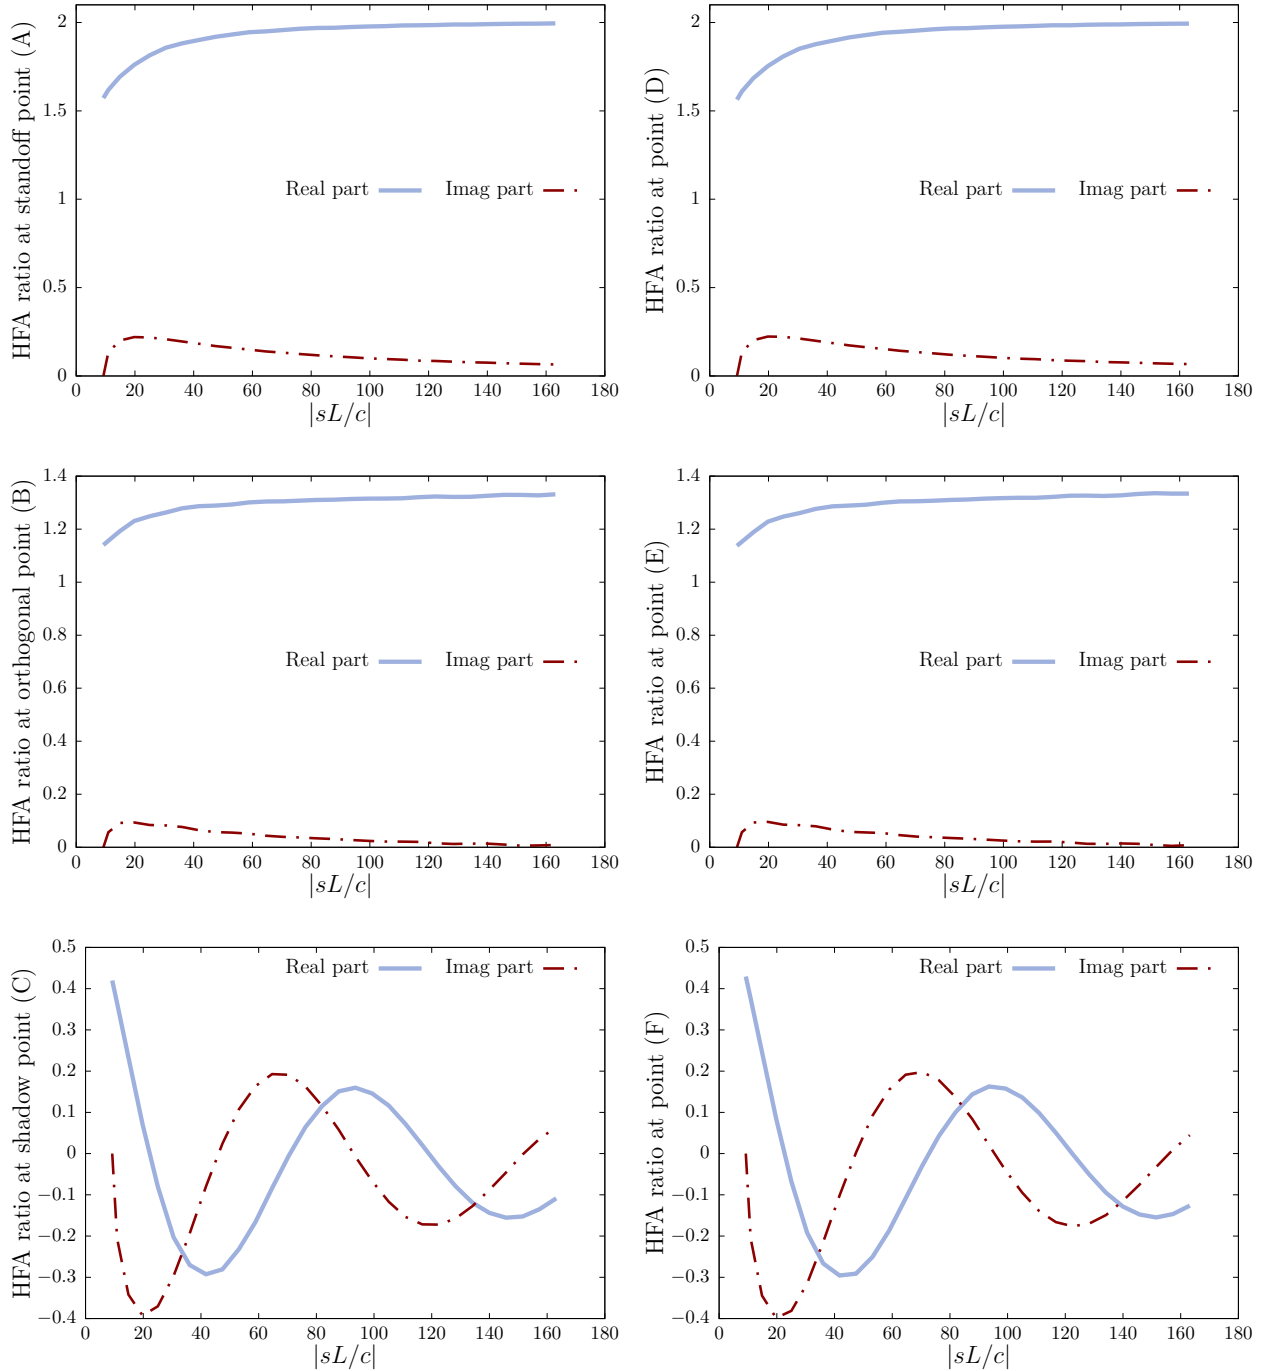 HFA ratio at standoff point (A)
2
1.5
1
0.5
0
Real part
Imag part
0 20 40 60 80 100 120 140 160 180
|sL/c|
HFA ratio at point (D)
2
1.5
1
0.5
0
Real part
Imag part
0 20 40 60 80 100 120 140 160 180
|sL/c|
HFA ratio at orthogonal point (B)
1.4
1.2
1
0.8
0.6
0.4
0.2
0
Real part
Imag part
0 20 40 60 80 100 120 140 160 180
|sL/c|
HFA ratio at point (E)
1.4
1.2
1
0.8
0.6
0.4
0.2
0
Real part
Imag part
0 20 40 60 80 100 120 140 160 180
|sL/c|
HFA ratio at shadow point (C)
0.5
0.4
0.3
0.2
0.1
0
−0.1
−0.2
−0.3
−0.4
Real part
Imag part
0 20 40 60 80 100 120 140 160 180
|sL/c|
HFA ratio at point (F)
0.5
0.4
0.3
0.2
0.1
0
−0.1
−0.2
−0.3
−0.4
Real part
Imag part
0 20 40 60 80 100 120 140 160 180
|sL/c|